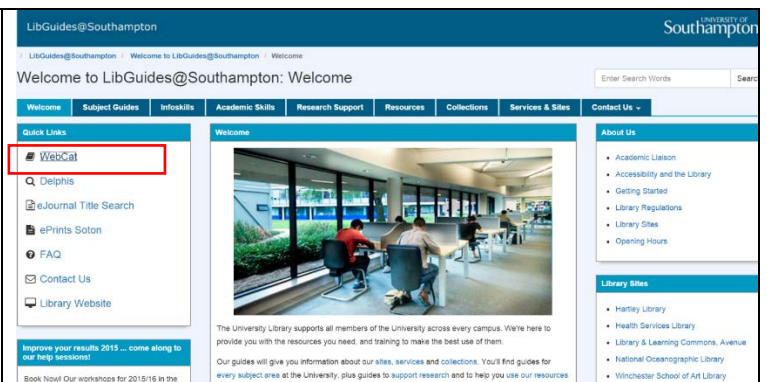 LibGuides@Southampton
UNIVERSITY OF
Southampton
/ LibGuides@Southampton / Welcome to LibGuides@Southampton / Welcome
Welcome to LibGuides@Southampton: Welcome
Enter Search Words
Search
Welcome
Subject Guides
Infoskills
Academic Skills
Research Support
Resources
Collections
Services & Sites
Contact Us
Quick Links
WebCat
Delphis
eJournal Title Search
ePrints Soton
FAQ
Contact Us
Library Website
Improve your results 2015 ... come along to
our help sessions!
Book Now! Our workshops for 2015/16 in the
Welcome
The University Library supports all members of the University across every campus. We're here to
provide you with the resources you need, and training to make the best use of them.
Our guides will give you information about our sites, services and collections. You'll find guides for
every subject area at the University, plus guides to support research and to help you use our resources
About Us
Academic Liaison
Accessibility and the Library
Getting Started
Library Regulations
Library Sites
Opening Hours
Library Sites
Hartley Library
Health Services Library
Library & Learning Commons, Avenue
National Oceanographic Library
Winchester School of Art Library